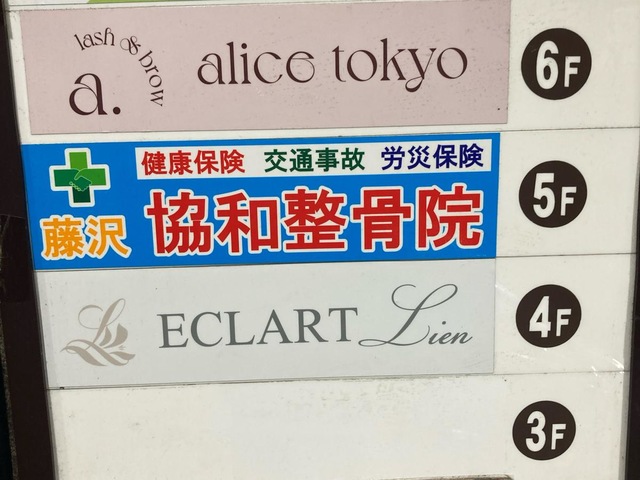 lash & brow
a.
alice tokyo
6F
健康保険 交通事故 労災保険
藤沢 協和整骨院
5F
ECLART Lien
4F
3F